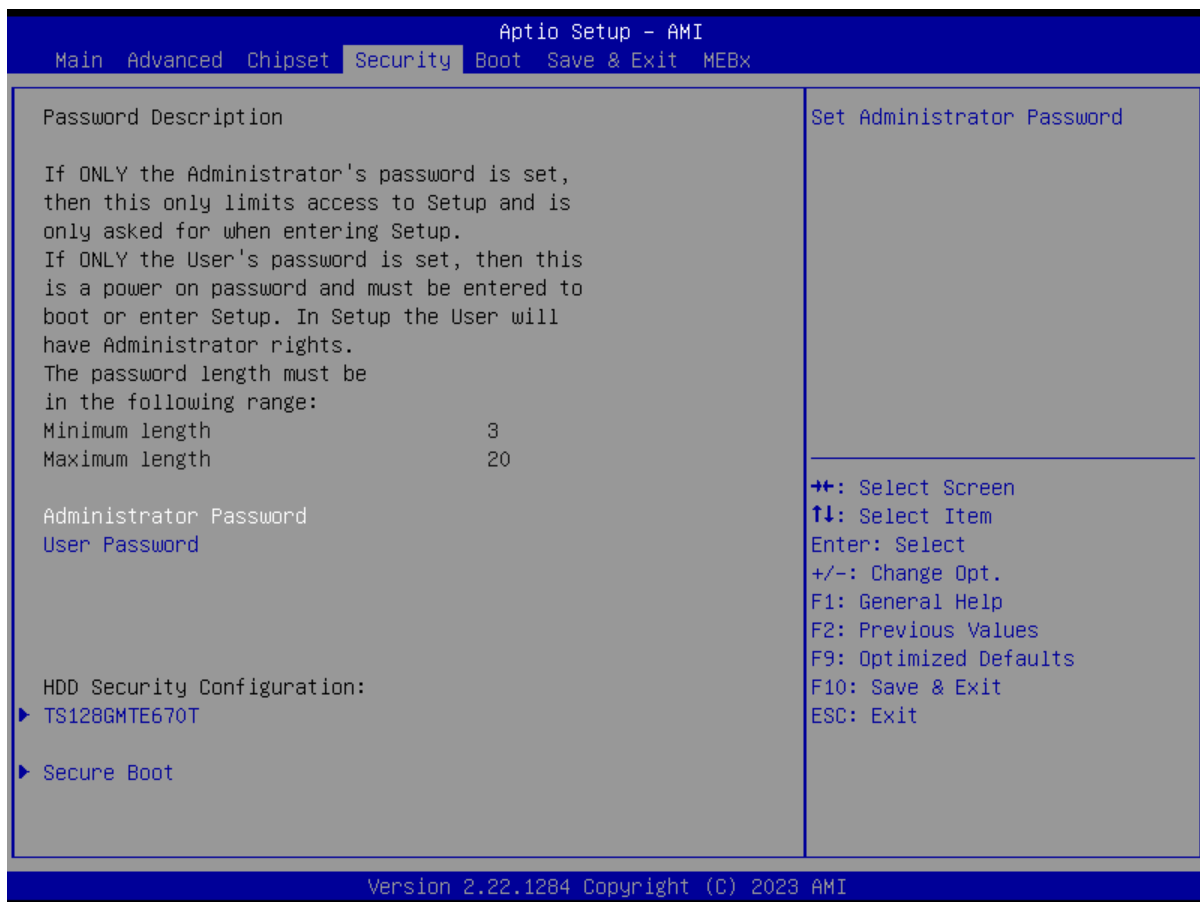 Aptio Setup – AMI
Main Advanced Chipset Security Boot Save & Exit MEBx
Password Description
If ONLY the Administrator's password is set,
then this only limits access to Setup and is
only asked for when entering Setup.
If ONLY the User's password is set, then this
is a power on password and must be entered to
boot or enter Setup. In Setup the User will
have Administrator rights.
The password length must be
in the following range:
Minimum length 3
Maximum length 20
Administrator Password
User Password
HDD Security Configuration:
▶ TS128GMTE670T
▶ Secure Boot
Set Administrator Password
→←: Select Screen
↑↓: Select Item
Enter: Select
+/-: Change Opt.
F1: General Help
F2: Previous Values
F9: Optimized Defaults
F10: Save & Exit
ESC: Exit
Version 2.22.1284 Copyright (C) 2023 AMI